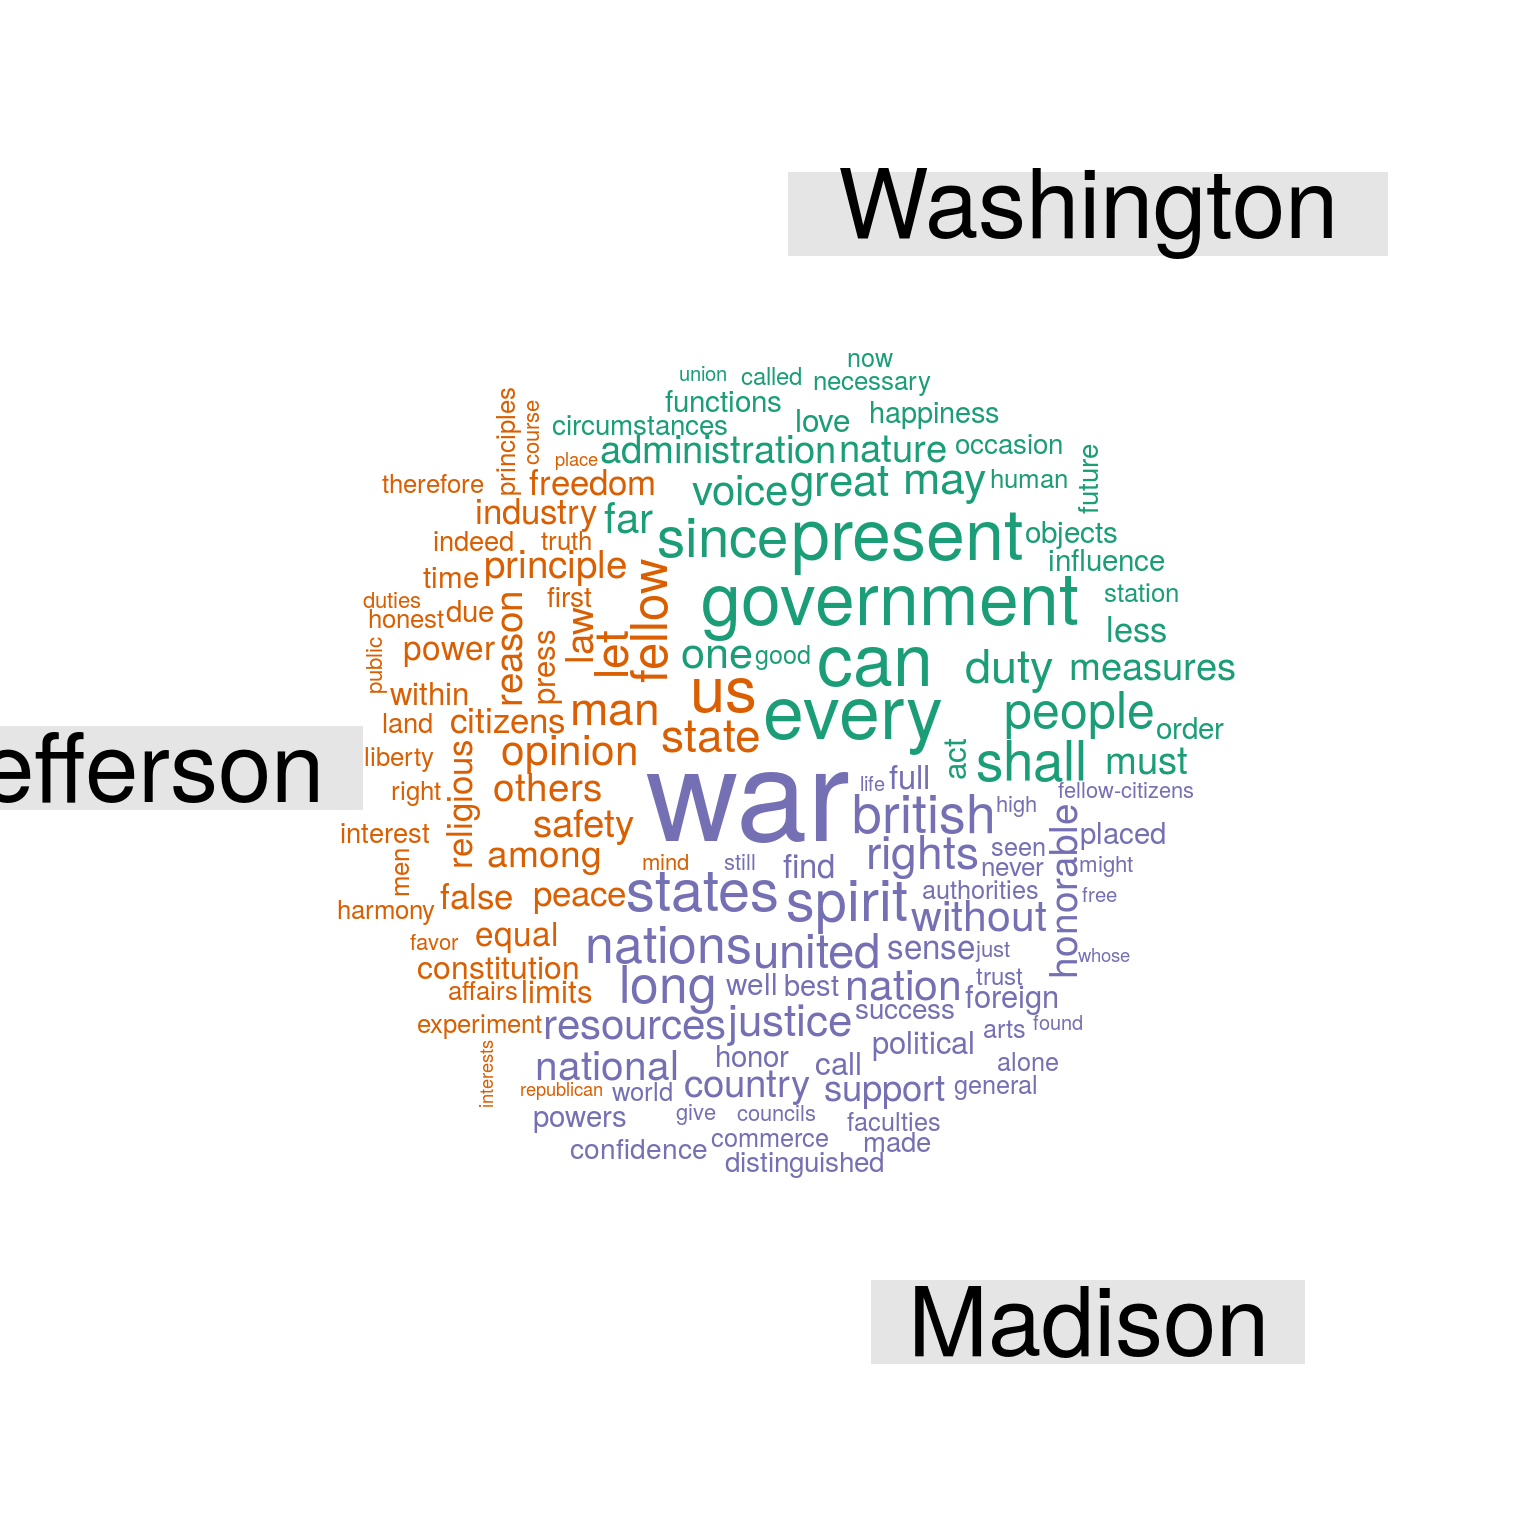 Washington
now
union called necessary
functions love happiness
circumstances
administration nature occasion
principles course place
therefore freedom voice great may human future
industry far since present objects
indeed truth influence
principle
time government station
duties first
honest due reason law let fellow less
public power press one good can duty measures
within us every people order
land citizens man state act shall must
efferson
liberty opinion
right religious others war life full fellow-citizens
british high
interest safety rights seen honorable placed
men among mind still find never might
harmony false peace states spirit authorities free
without
favor equal nations united sense just whose
constitution long well best nation trust
affairs limits foreign
experiment resources justice success arts found
political
interests national honor call alone
republican world country support general
powers give councils faculties
confidence commerce made
distinguished
Madison